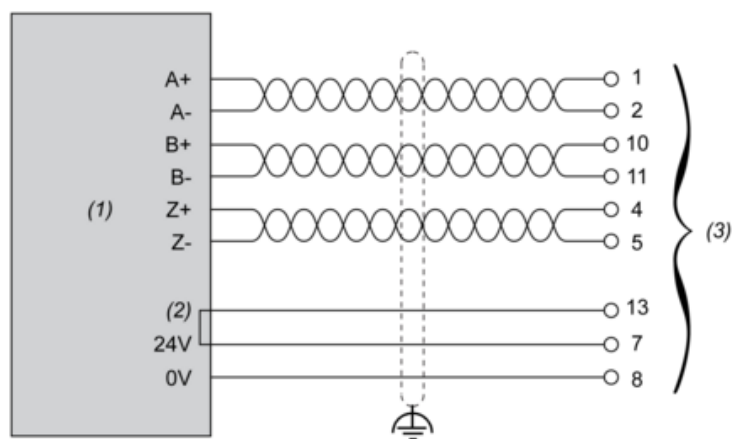 A+ 1
A- 2
B+ 10
B- 11
(1) Z+ 4
Z- 5
(3)
(2) 13
24V 7
0V 8